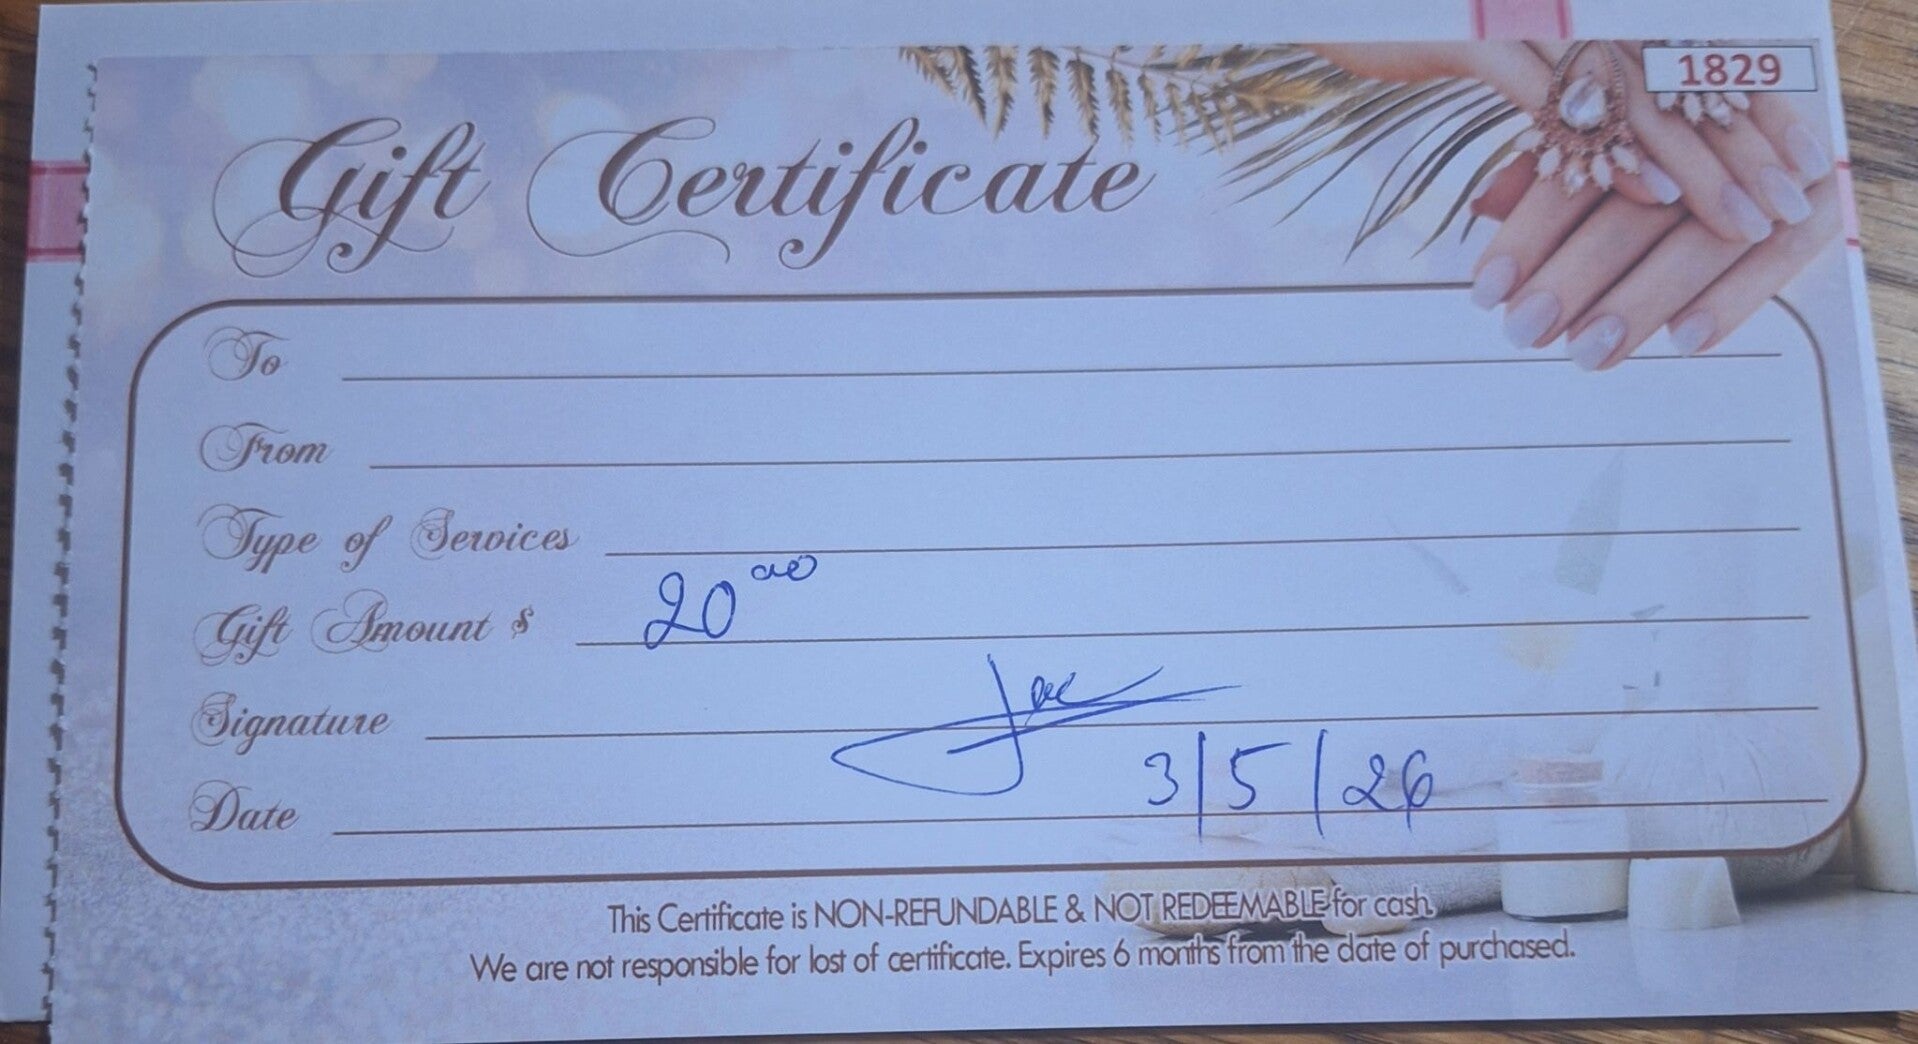 1829
Gift Certificate
To
From
Type of Services
Gift Amount $ 20 00
Signature
Date 3/5/26
This Certificate is NON-REFUNDABLE & NOT REDEEMABLE for cash.
We are not responsible for lost of certificate. Expires 6 months from the date of purchased.